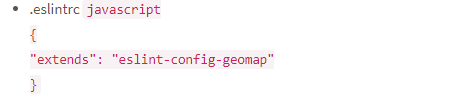 .eslintrc javascript
{
"extends": "eslint-config-geomap"
}